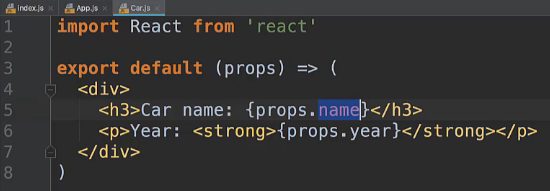 index.js App.js Car.js
1 import React from 'react'
2
3 export default (props) => (
4 <div>
5 <h3>Car name: {props.name}</h3>
6 <p>Year: <strong>{props.year}</strong></p>
7 </div>
8 )